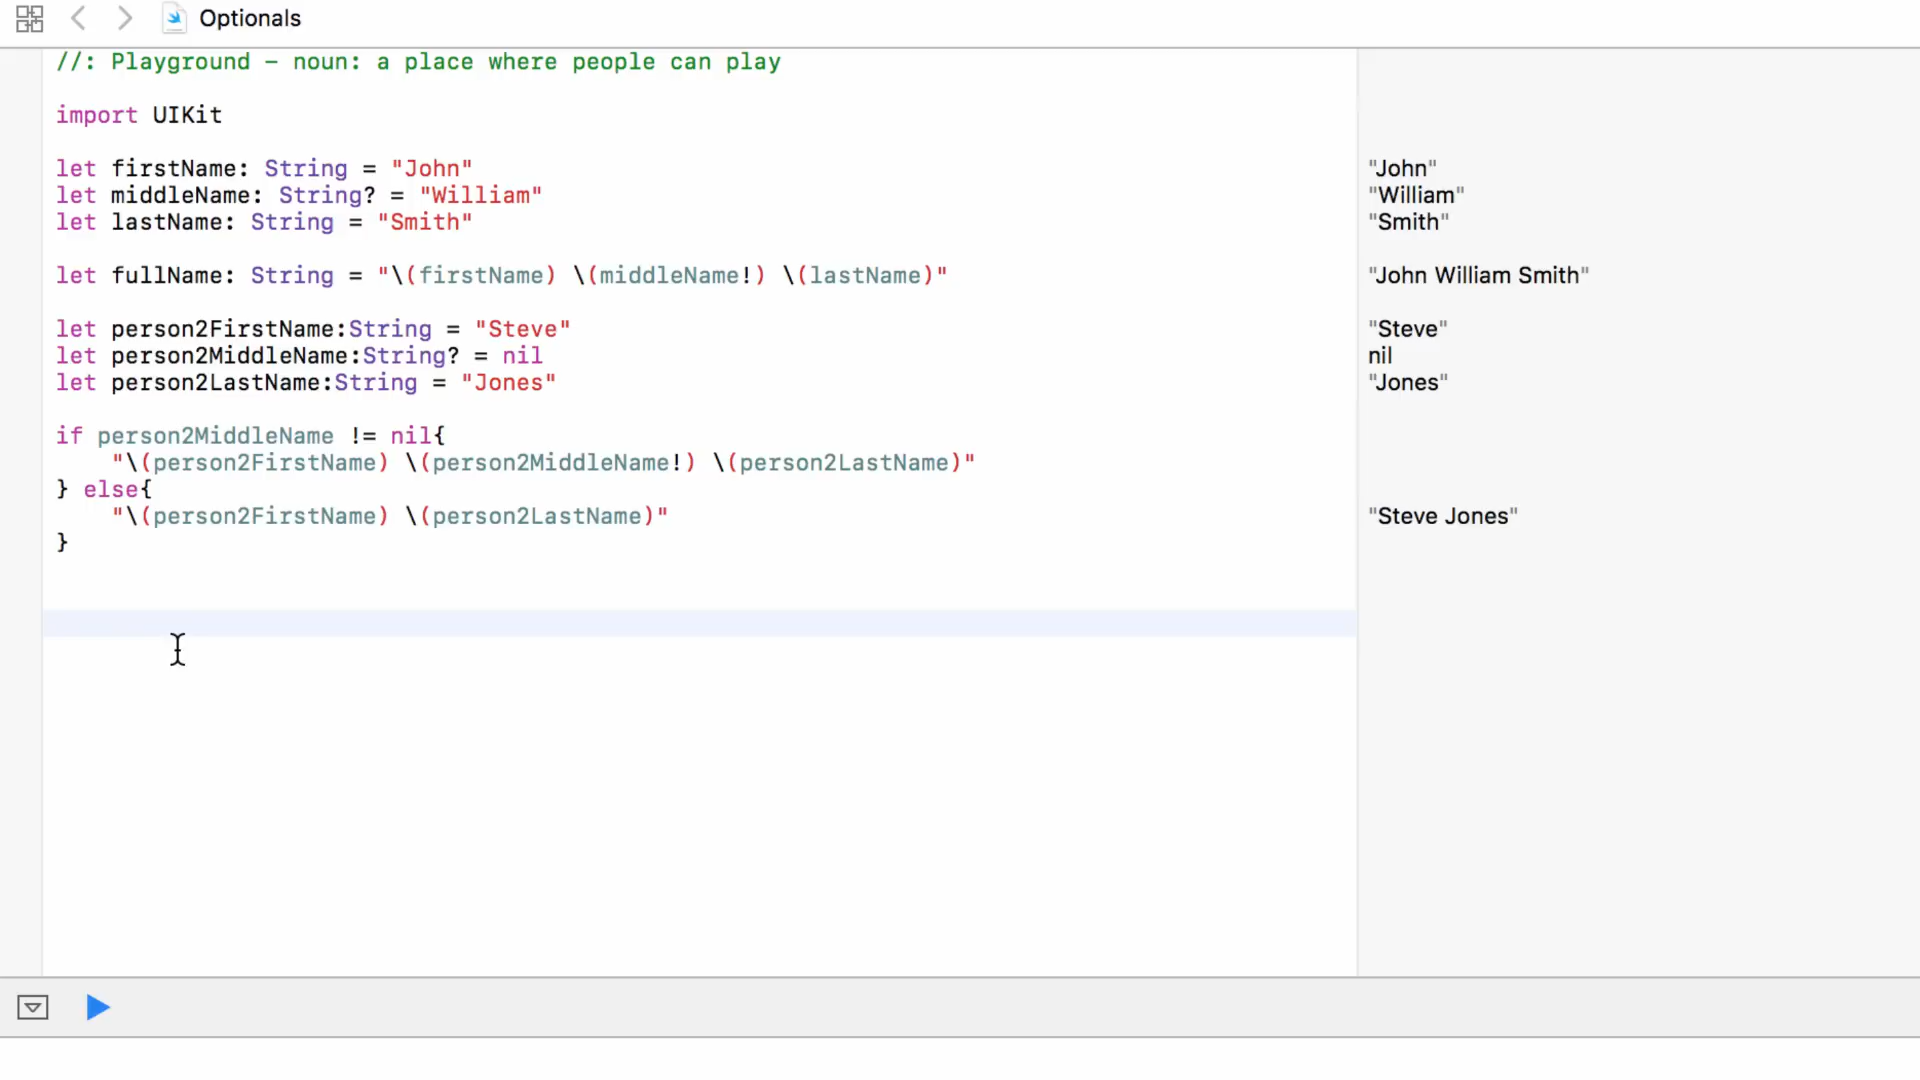 Optionals
//: Playground – noun: a place where people can play
import UIKit
let firstName: String = "John"
"John"
let middleName: String? = "William"
"William"
let lastName: String = "Smith"
"Smith"
let fullName: String = "\(firstName) \(middleName!) \(lastName)"
"John William Smith"
let person2FirstName:String = "Steve"
"Steve"
let person2MiddleName:String? = nil
nil
let person2LastName:String = "Jones"
"Jones"
if person2MiddleName != nil{
"\(person2FirstName) \(person2MiddleName!) \(person2LastName)"
} else{
"\(person2FirstName) \(person2LastName)"
"Steve Jones"
}